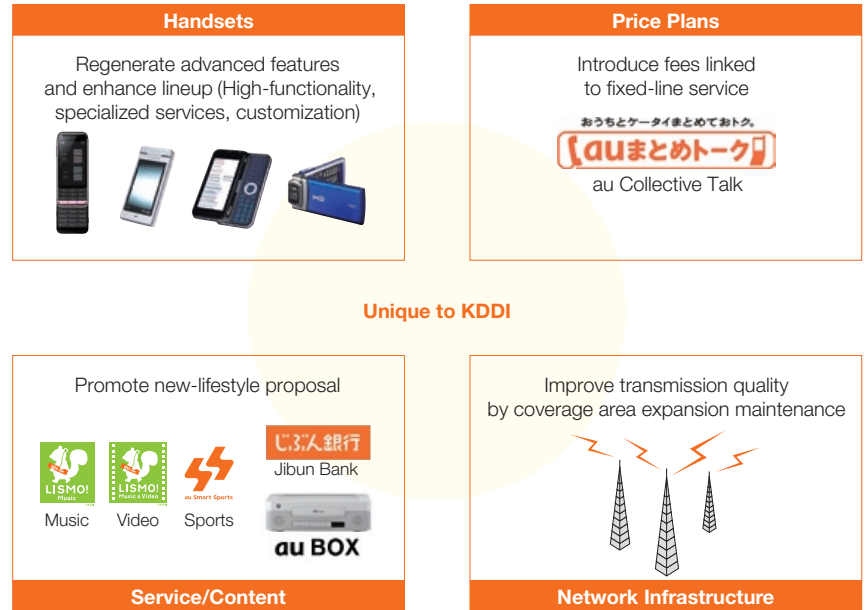 Handsets
Regenerate advanced features
and enhance lineup (High-functionality,
specialized services, customization)
Price Plans
Introduce fees linked
to fixed-line service
おうちとケータイまとめておトク。
auまとめトーク
au Collective Talk
Unique to KDDI
Promote new-lifestyle proposal
LISMO!
Music
LISMO!
Music & Video
au Smart Sports
Music
Video
Sports
じぶん銀行
Jibun Bank
au BOX
Service/Content
Improve transmission quality
by coverage area expansion maintenance
Network Infrastructure